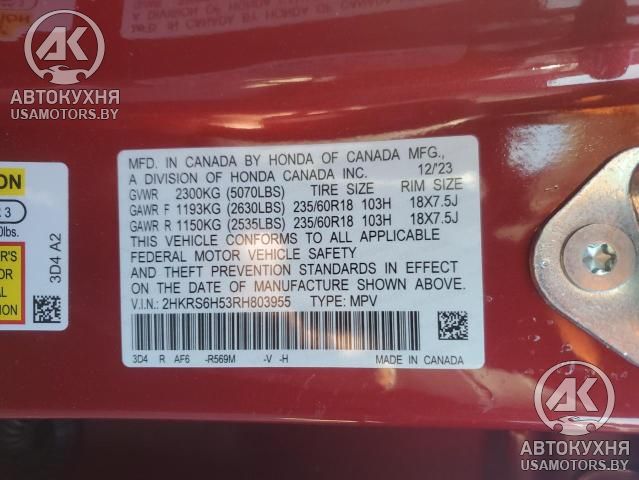 AK
АВТОКУХНЯ
USAMOTORS.BY
MFD. IN CANADA BY HONDA OF CANADA MFG.,
A DIVISION OF HONDA CANADA INC. 12/'23
GVWR 2300KG (5070LBS) TIRE SIZE RIM SIZE
GAWR F 1193KG (2630LBS) 235/60R18 103H 18X7.5J
GAWR R 1150KG (2535LBS) 235/60R18 103H 18X7.5J
THIS VEHICLE CONFORMS TO ALL APPLICABLE
FEDERAL MOTOR VEHICLE SAFETY
AND THEFT PREVENTION STANDARDS IN EFFECT
ON THE DATE OF MANUFACTURE SHOWN ABOVE.
V.I.N.: 2HKRS6H53RH803955 TYPE: MPV
3D4 R AF6 -R569M -V -H MADE IN CANADA
3D4 A2
AK
АВТОКУХНЯ
USAMOTORS.BY